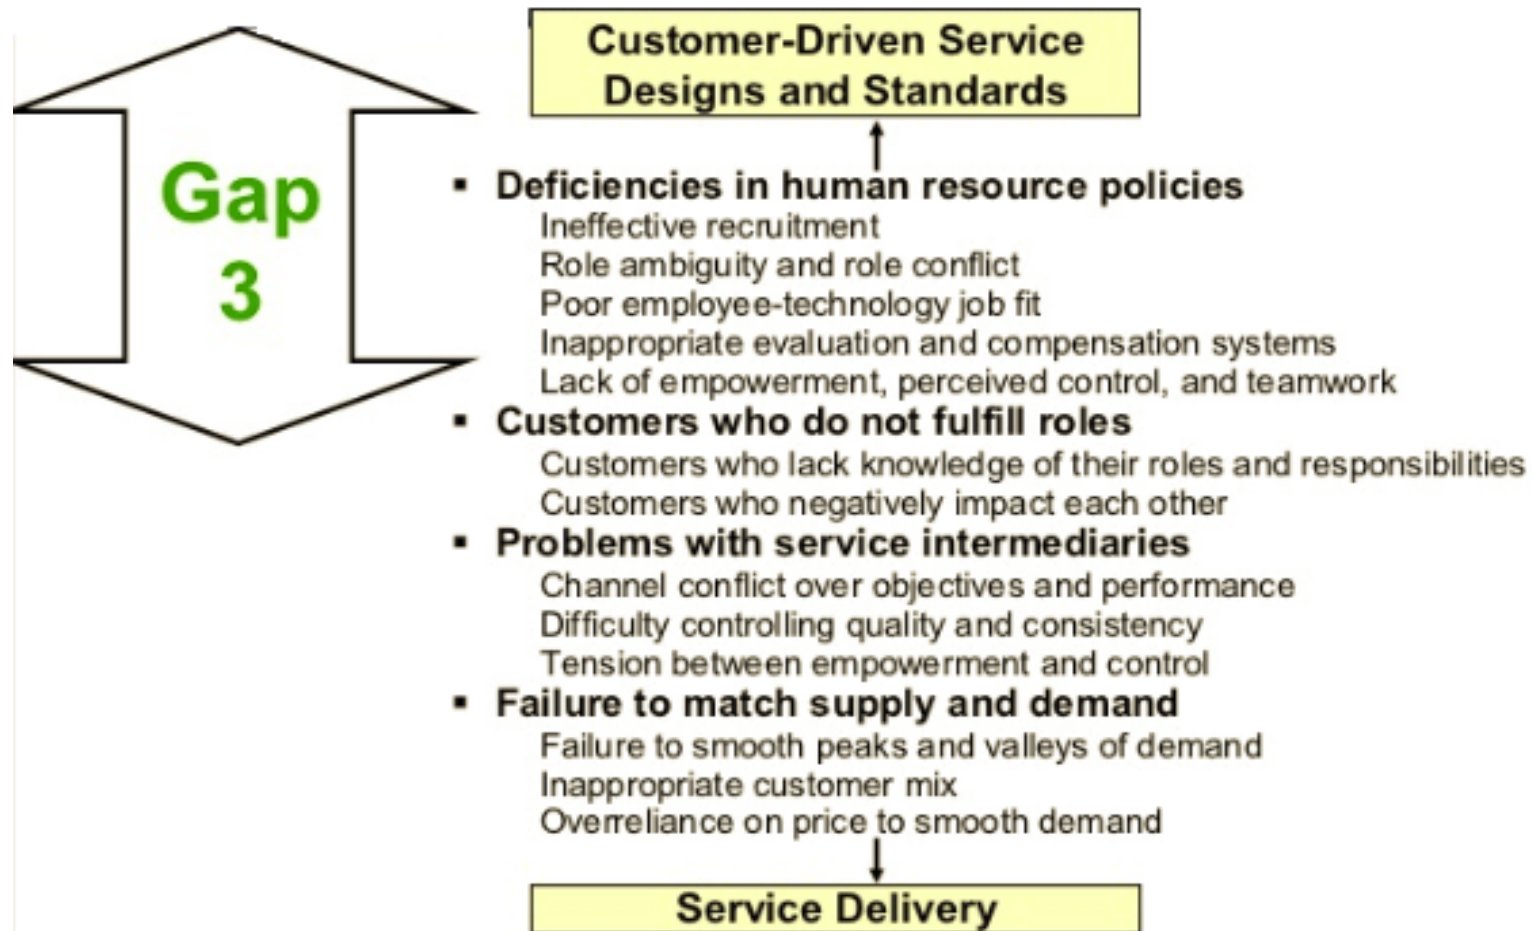 Customer-Driven Service
Designs and Standards
Gap
3
▪ Deficiencies in human resource policies
Ineffective recruitment
Role ambiguity and role conflict
Poor employee-technology job fit
Inappropriate evaluation and compensation systems
Lack of empowerment, perceived control, and teamwork
▪ Customers who do not fulfill roles
Customers who lack knowledge of their roles and responsibilities
Customers who negatively impact each other
▪ Problems with service intermediaries
Channel conflict over objectives and performance
Difficulty controlling quality and consistency
Tension between empowerment and control
▪ Failure to match supply and demand
Failure to smooth peaks and valleys of demand
Inappropriate customer mix
Overreliance on price to smooth demand
Service Delivery